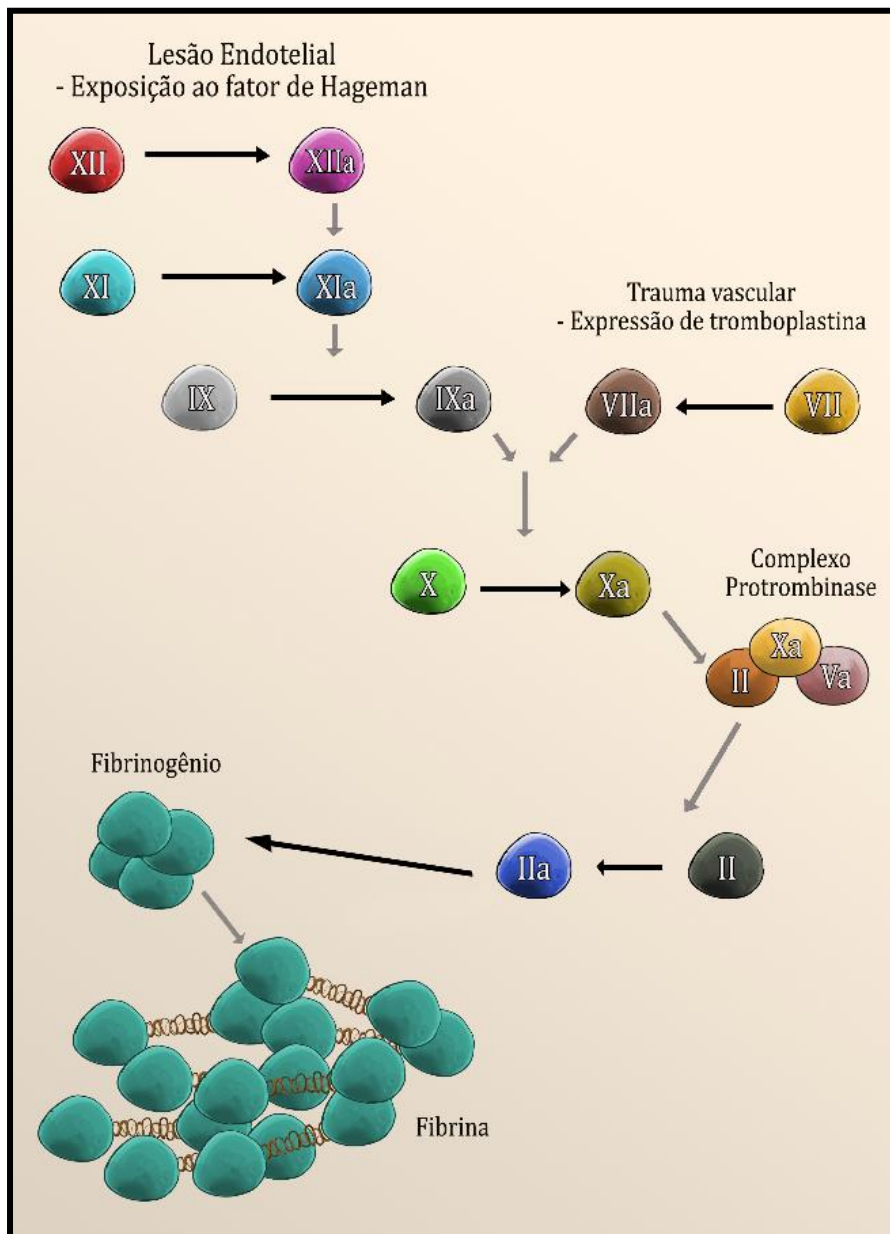 Lesão Endotelial
- Exposição ao fator de Hageman
XII
XIIa
XI
XIa
Trauma vascular
- Expressão de tromboplastina
IX
IXa
VIIa
VII
X
Xa
Complexo
Protrombinase
Xa
II
Va
Fibrinogênio
IIa
II
Fibrina